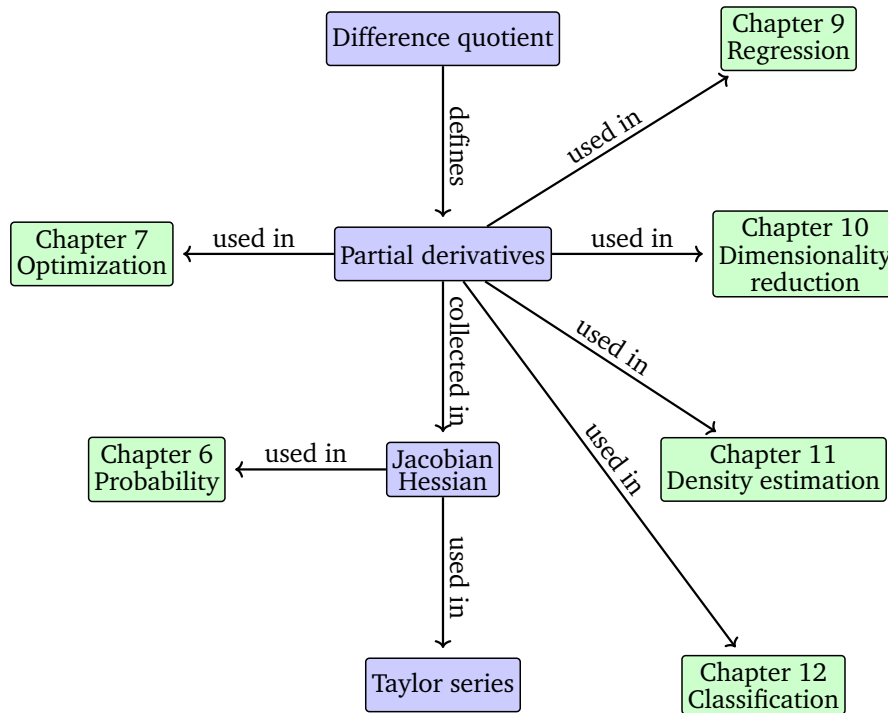 Difference quotient
Chapter 9
Regression
defines
used in
Chapter 7
Optimization
used in
Partial derivatives
used in
Chapter 10
Dimensionality
reduction
collected in
used in
used in
Chapter 6
Probability
used in
Jacobian
Hessian
Chapter 11
Density estimation
used in
Taylor series
Chapter 12
Classification